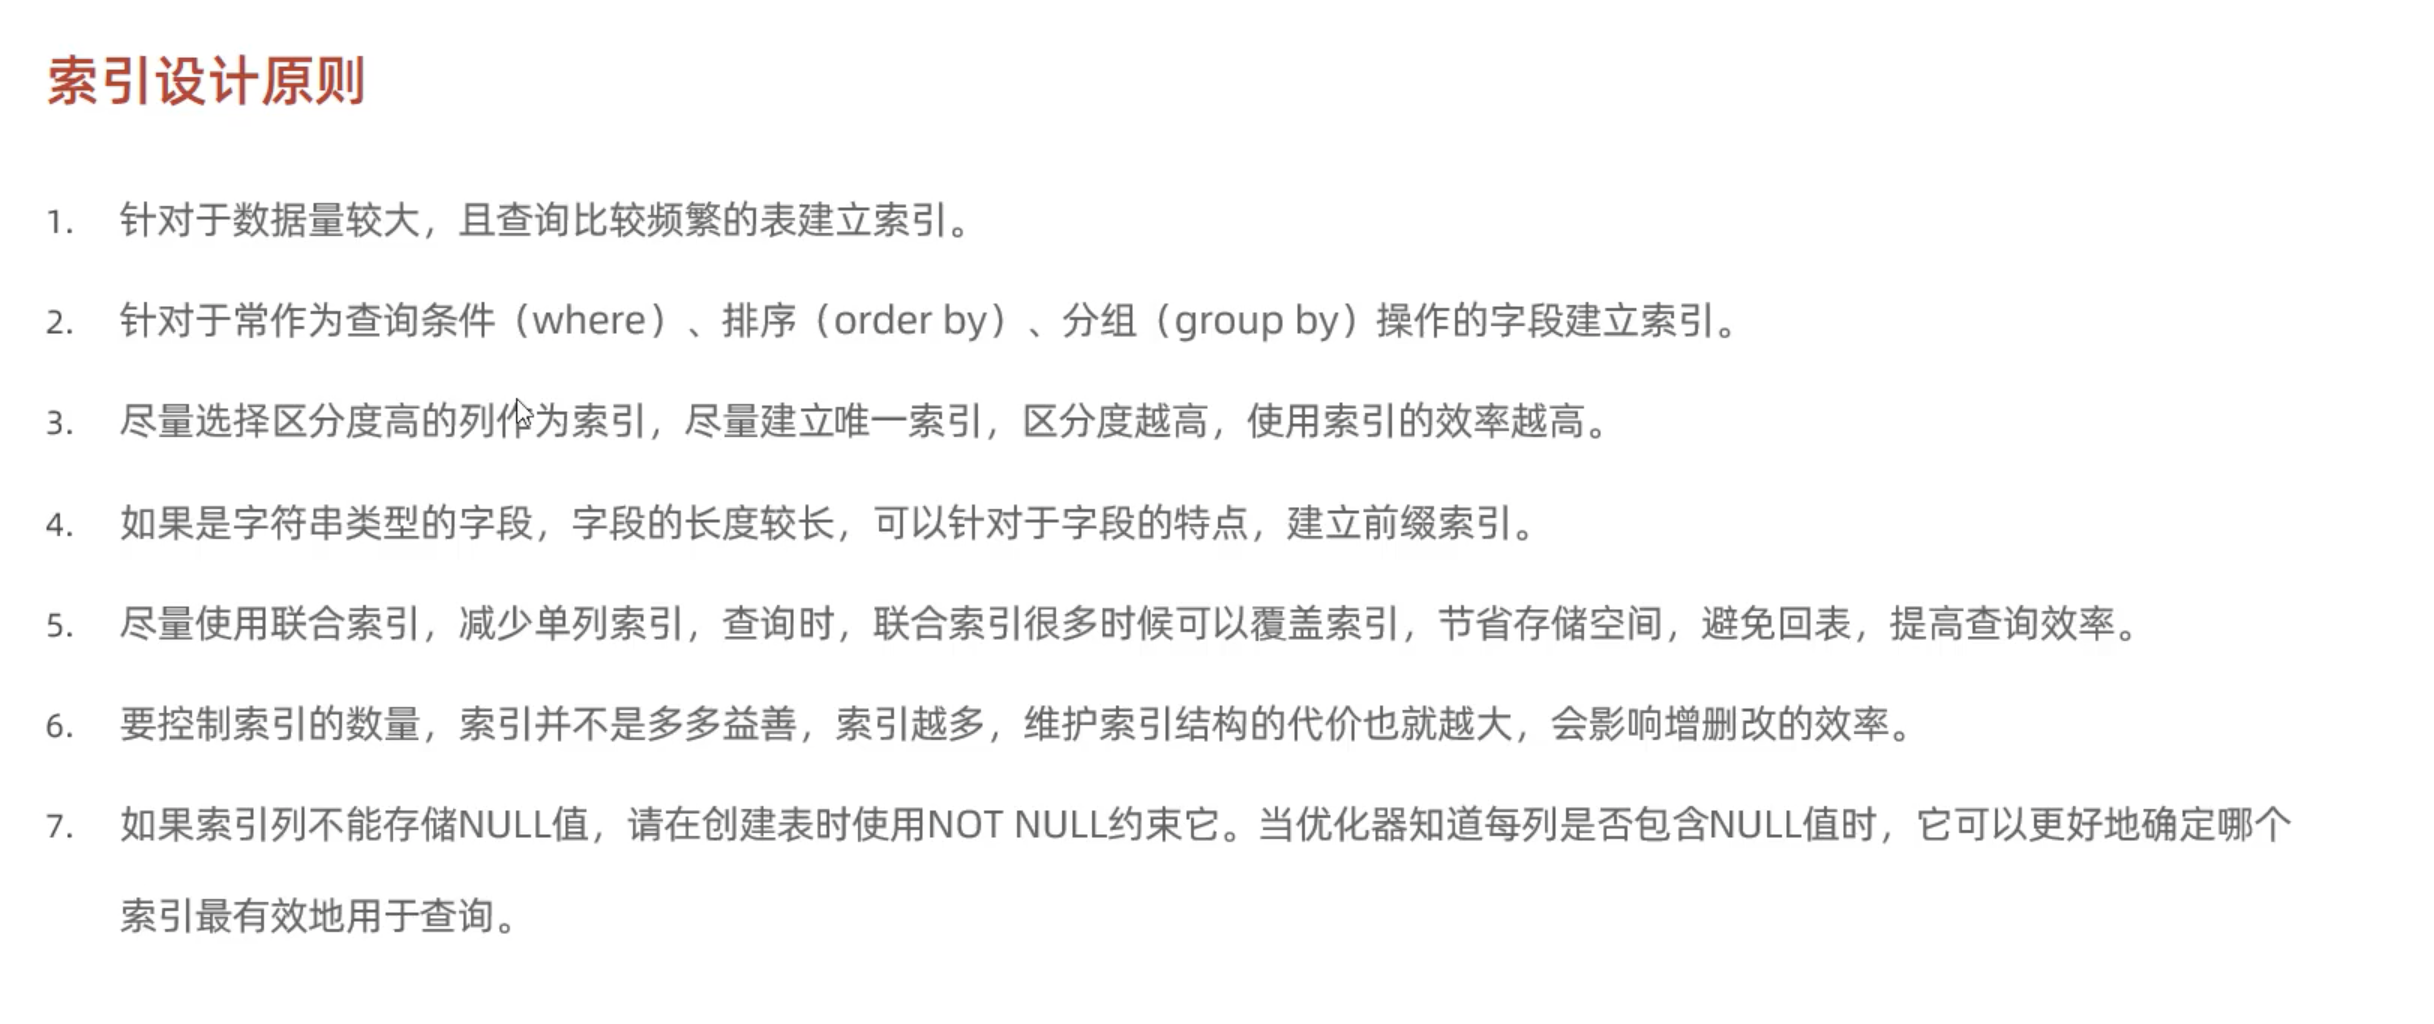 索引设计原则
1. 针对于数据量较大，且查询比较频繁的表建立索引。
2. 针对于常作为查询条件（where）、排序（order by）、分组（group by）操作的字段建立索引。
3. 尽量选择区分度高的列作为索引，尽量建立唯一索引，区分度越高，使用索引的效率越高。
4. 如果是字符串类型的字段，字段的长度较长，可以针对于字段的特点，建立前缀索引。
5. 尽量使用联合索引，减少单列索引，查询时，联合索引很多时候可以覆盖索引，节省存储空间，避免回表，提高查询效率。
6. 要控制索引的数量，索引并不是多多益善，索引越多，维护索引结构的代价也就越大，会影响增删改的效率。
7. 如果索引列不能存储NULL值，请在创建表时使用NOT NULL约束它。当优化器知道每列是否包含NULL值时，它可以更好地确定哪个
索引最有效地用于查询。